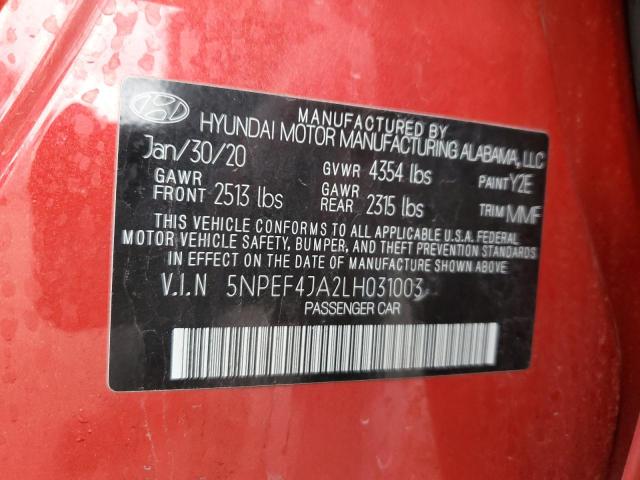 MANUFACTURED BY
HYUNDAI MOTOR MANUFACTURING ALABAMA, LLC
Jan/30/20 GVWR 4354 lbs PAINT Y2E
GAWR FRONT 2513 lbs GAWR REAR 2315 lbs TRIM MMF
THIS VEHICLE CONFORMS TO ALL APPLICABLE U.S.A. FEDERAL
MOTOR VEHICLE SAFETY, BUMPER, AND THEFT PREVENTION STANDARDS
IN EFFECT ON THE DATE OF MANUFACTURE SHOWN ABOVE.
V.I.N 5NPEF4JA2LH031003
PASSENGER CAR